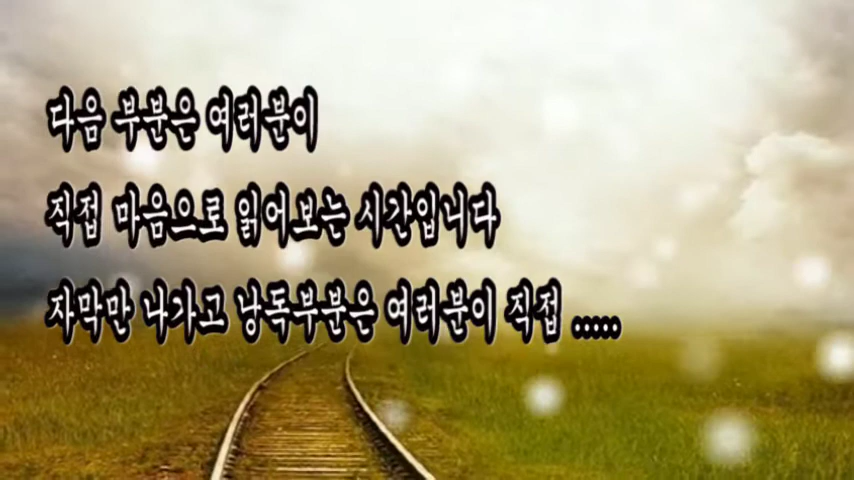 다음 부분은 여러분이
직접 마음으로 읽어보는 시간입니다
자막만 나가고 낭독부분은 여러분이 직접 .....